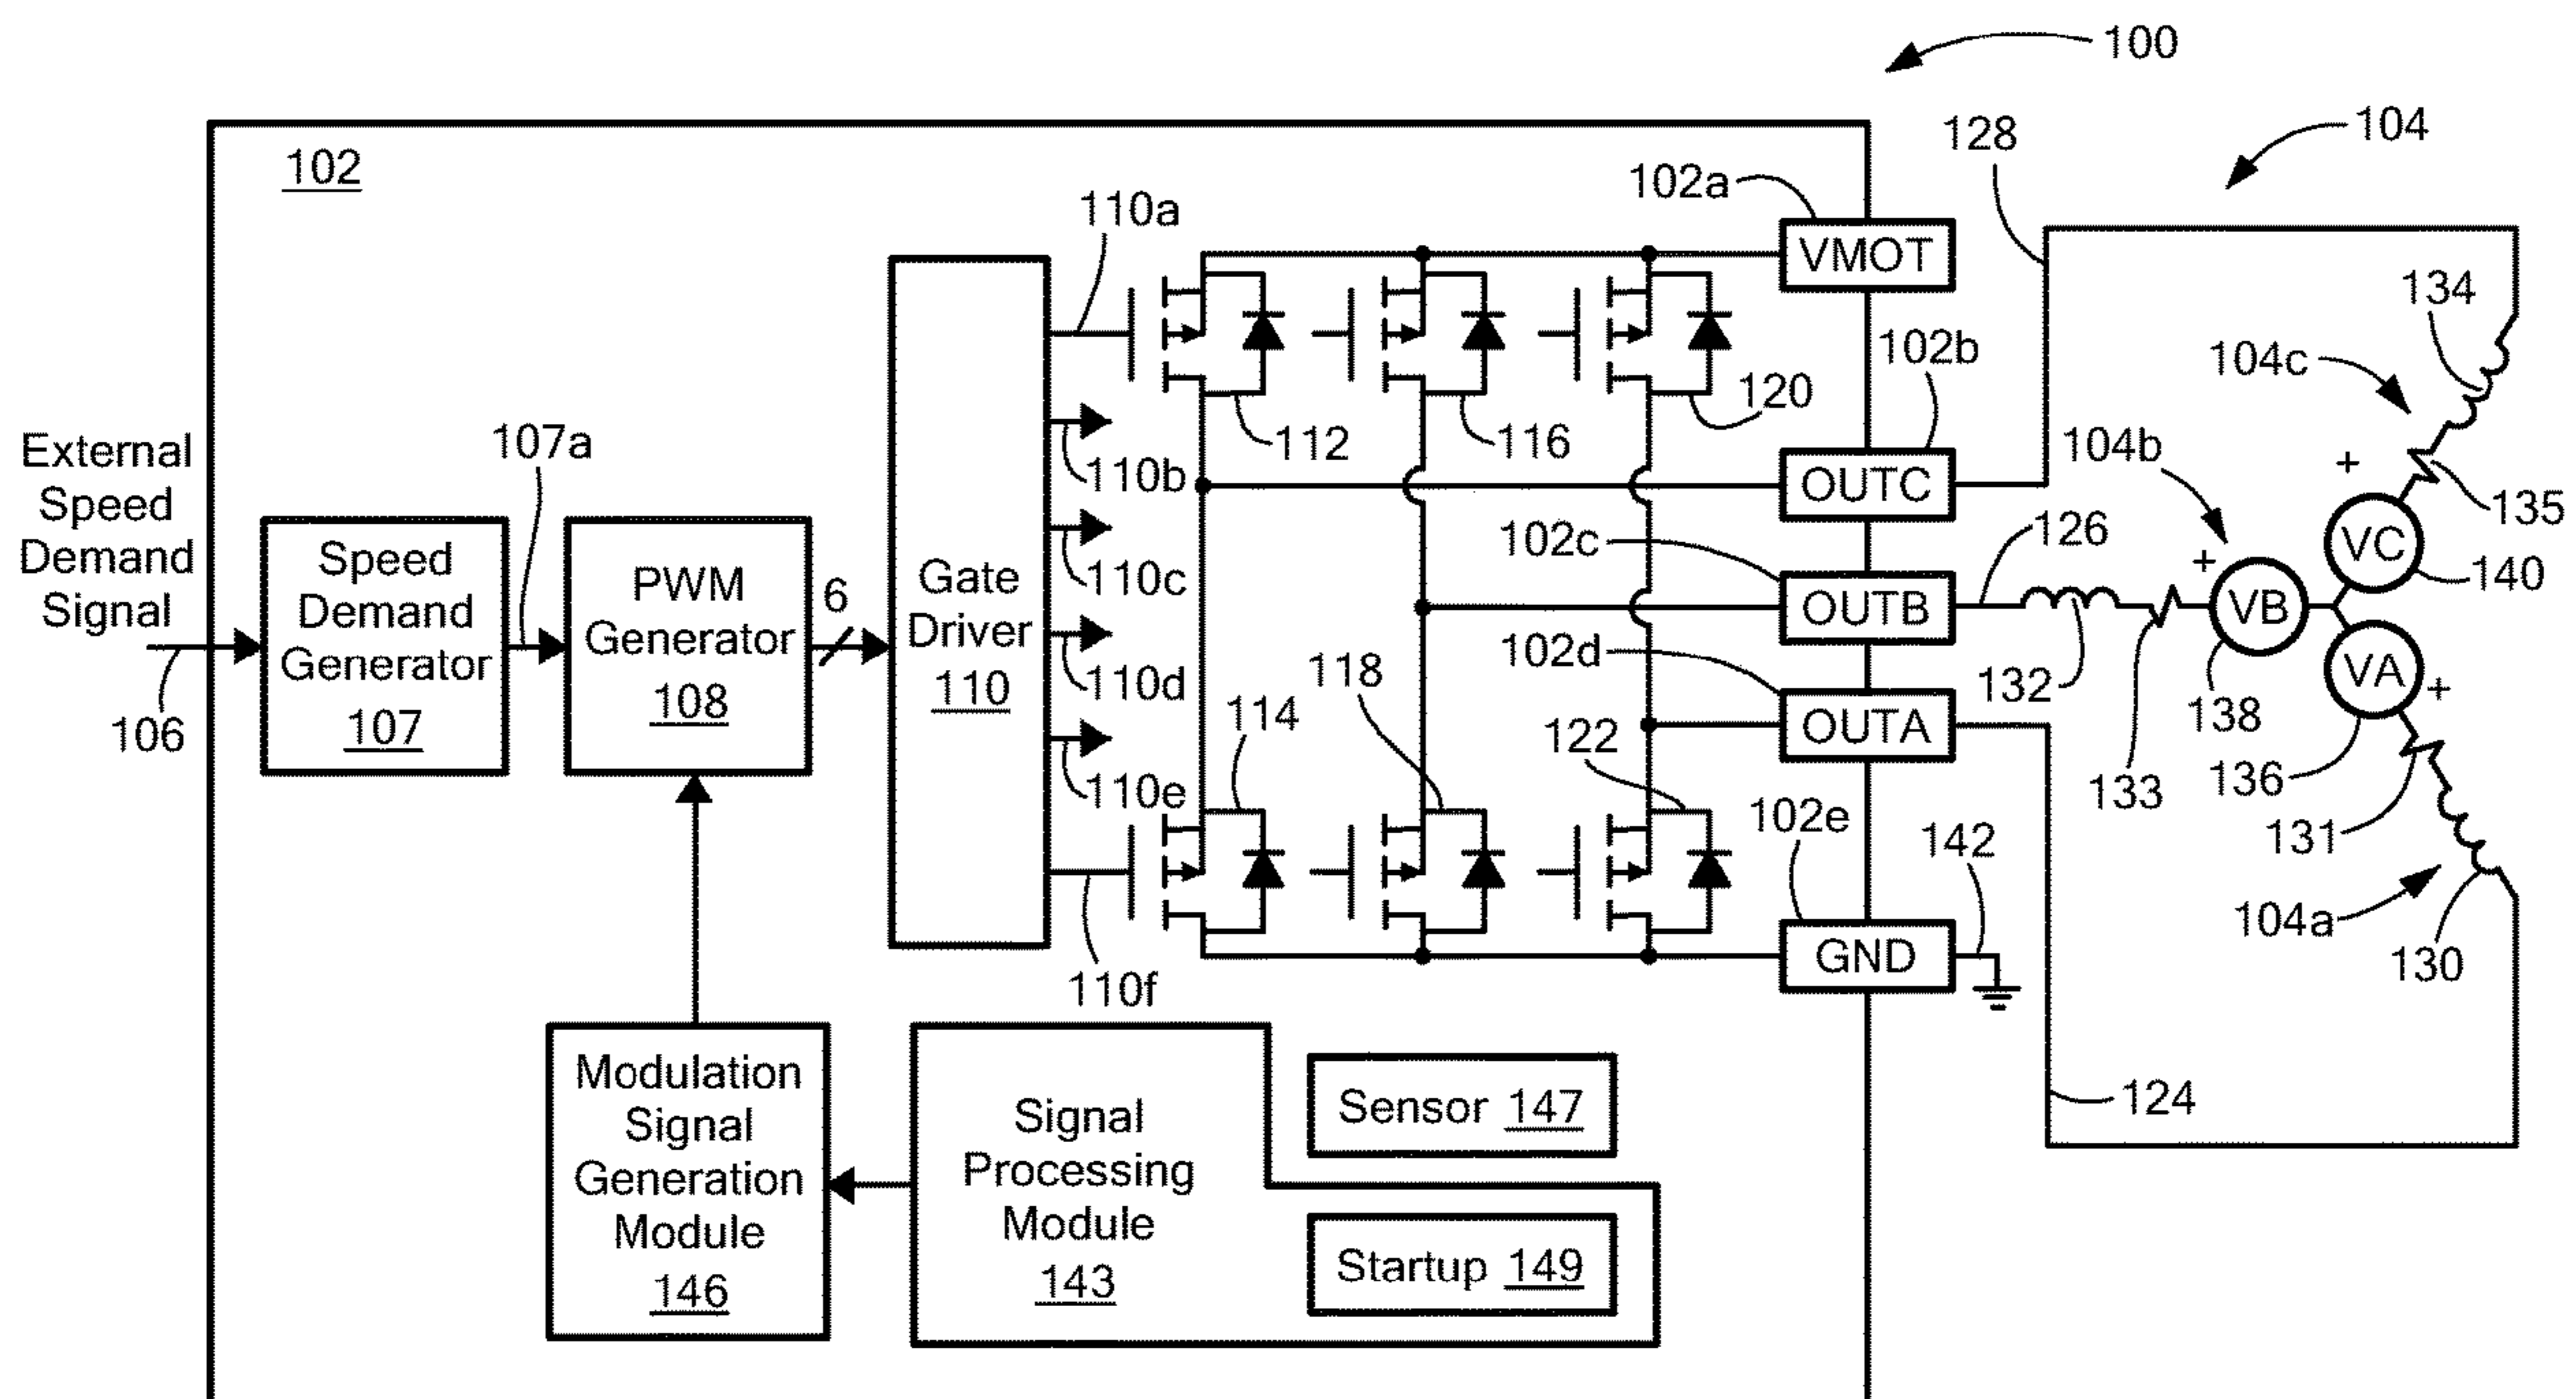 100
104
128
102
102a
VMOT
110a
134
104c
102b
120
112
116
External
Speed
Demand
Signal
107a
110b
104b
OUTC
135
126
VC
140
102c
Speed
Demand
Generator
107
PWM
Generator
108
6
Gate
Driver
110
110c
+
+
OUTB
VB
132
138
102d
110d
118
VA
+
106
114
122
OUTA
136
133
131
110e
102e
142
104a
130
GND
110f
Modulation
Signal
Generation
Module
146
Signal
Processing
Module
143
Sensor 147
Startup 149
124